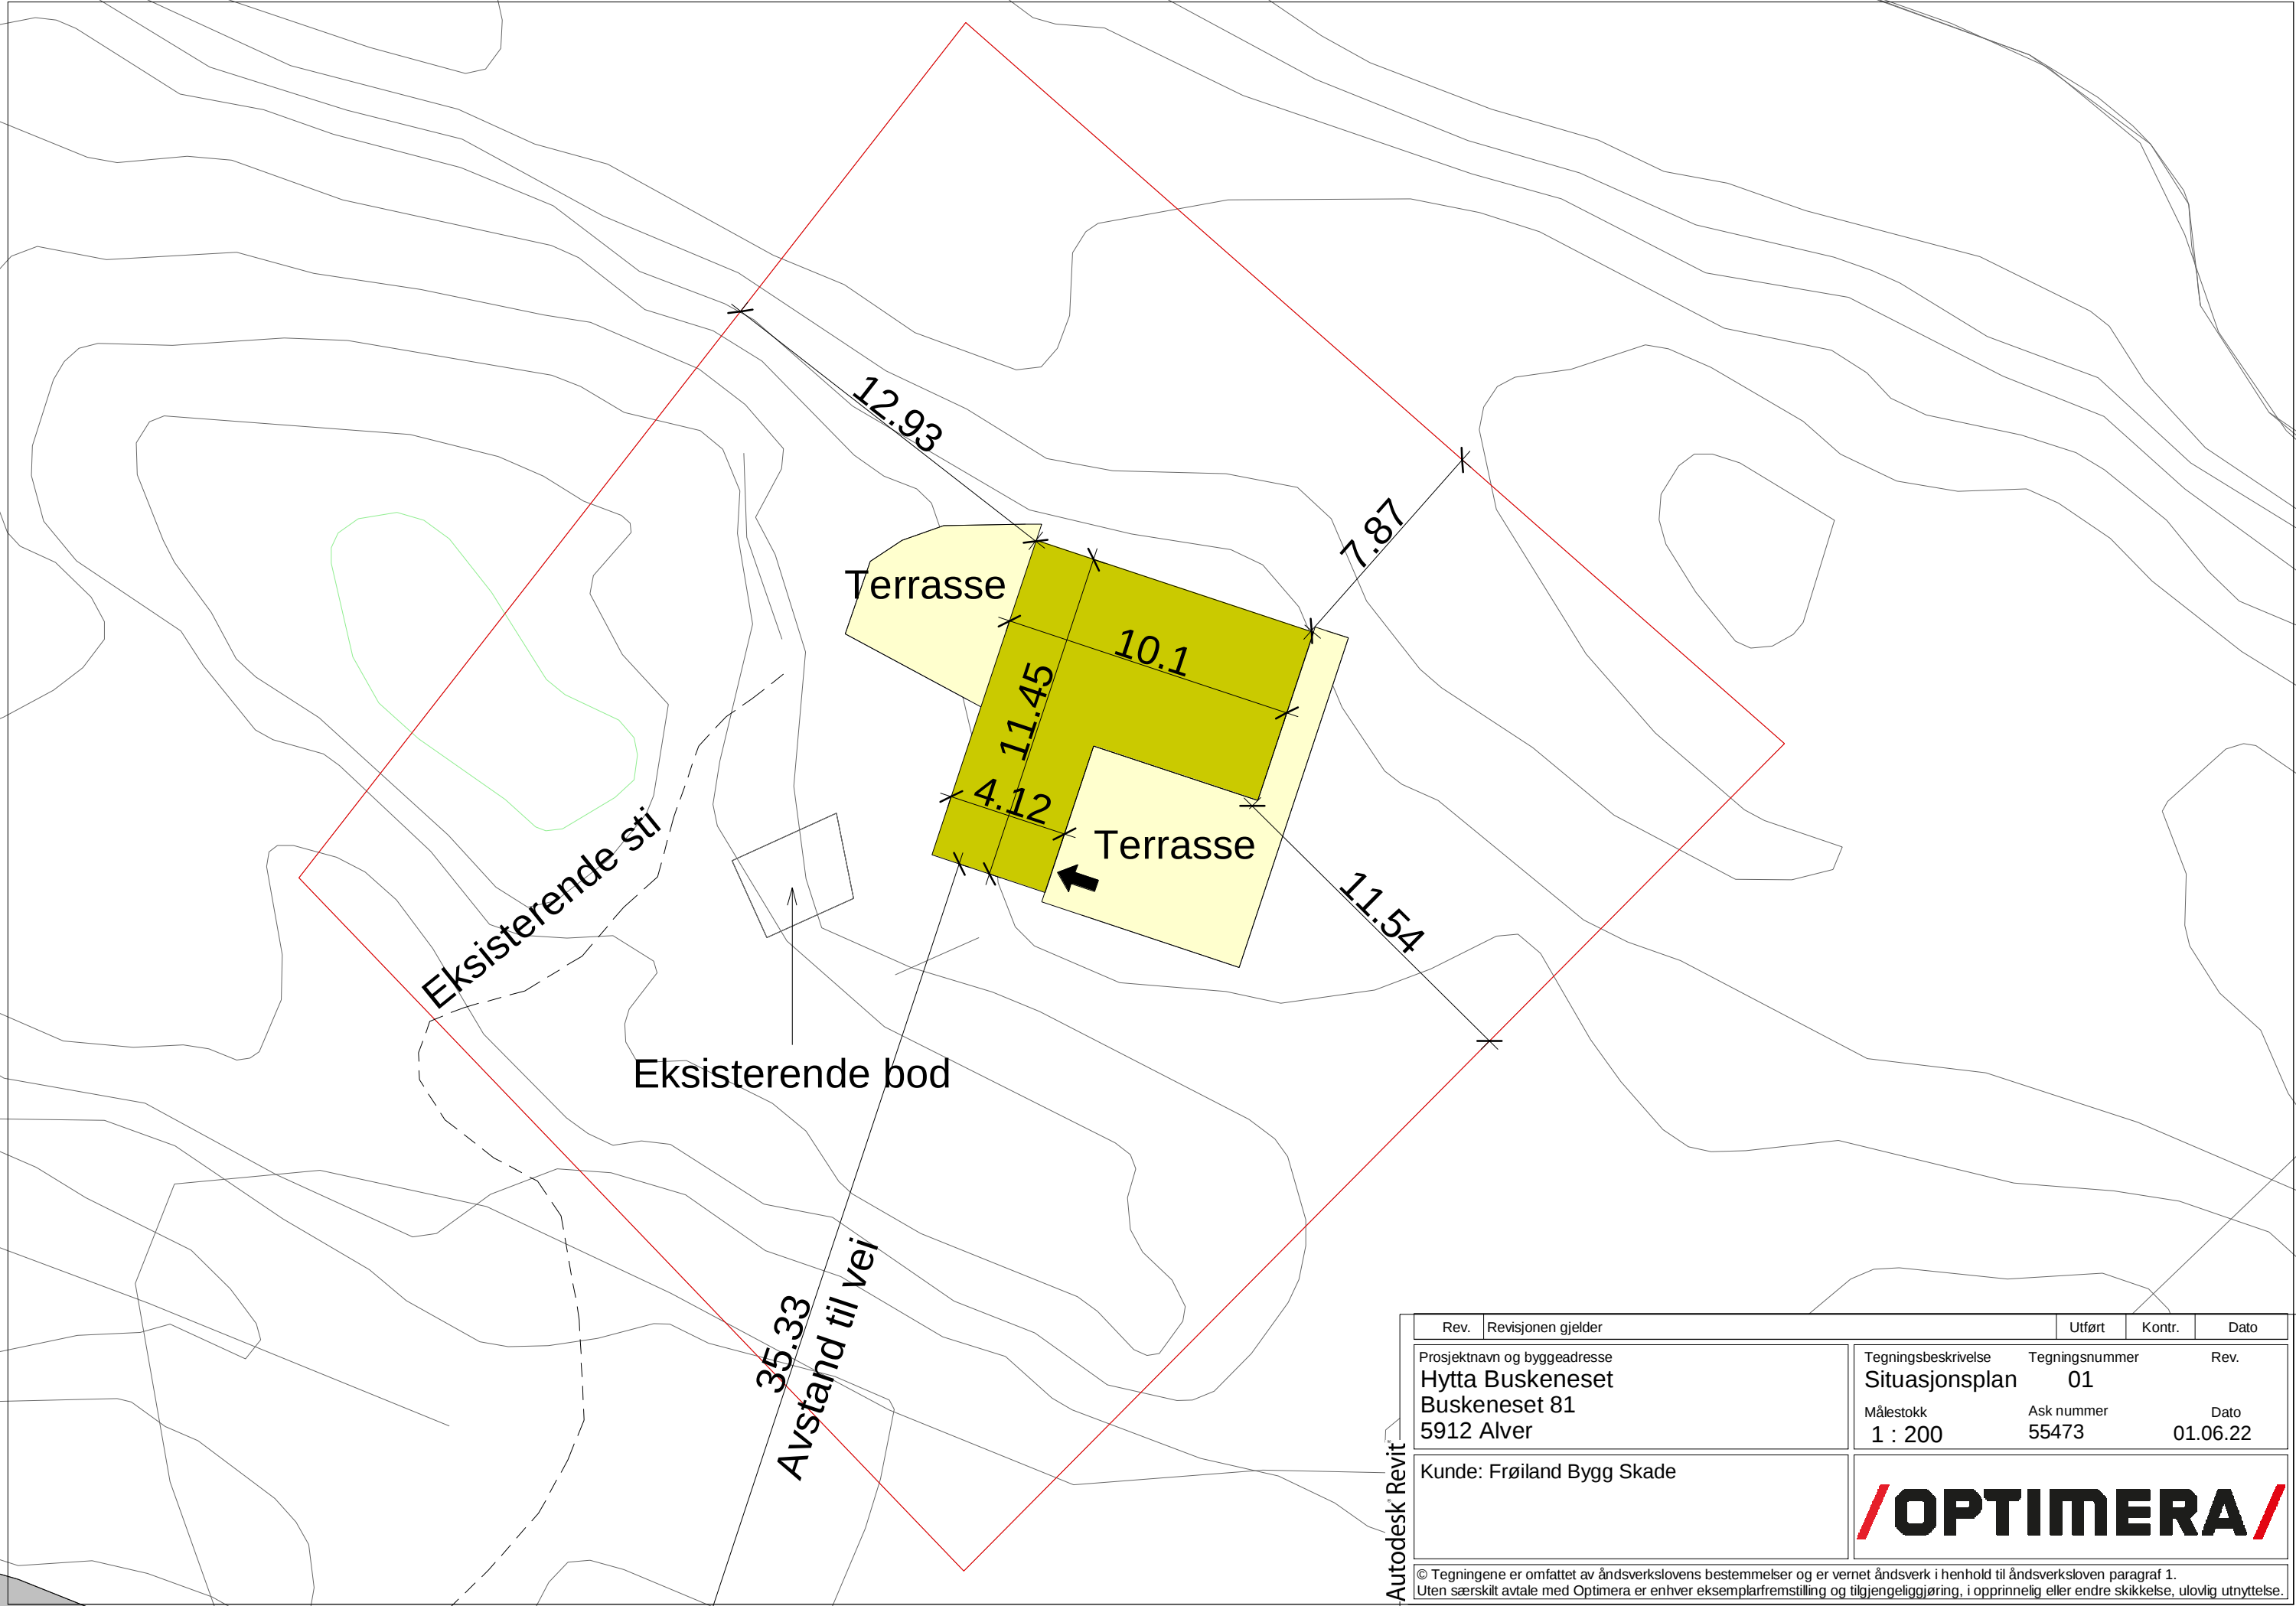 12.93
7.87
Terrasse
10.1
11.45
4.12
Terrasse
11.54
Eksisterende sti
Eksisterende bod
35.33
Avstand til vei
Rev. Revisjonen gjelder Utført Kontr. Dato
Prosjektnavn og byggeadresse
Hytta Buskeneset
Buskeneset 81
5912 Alver
Tegningsbeskrivelse Tegningsnummer Rev.
Situasjonsplan 01
Målestokk Ask nummer Dato
1 : 200 55473 01.06.22
Kunde: Frøiland Bygg Skade
/OPTIMERA/
Autodesk® Revit®
© Tegningene er omfattet av åndsverkslovens bestemmelser og er vernet åndsverk i henhold til åndsverksloven paragraf 1.
Uten særskilt avtale med Optimera er enhver eksemplarfremstilling og tilgjengeliggjøring, i opprinnelig eller endre skikkelse, ulovlig utnyttelse.